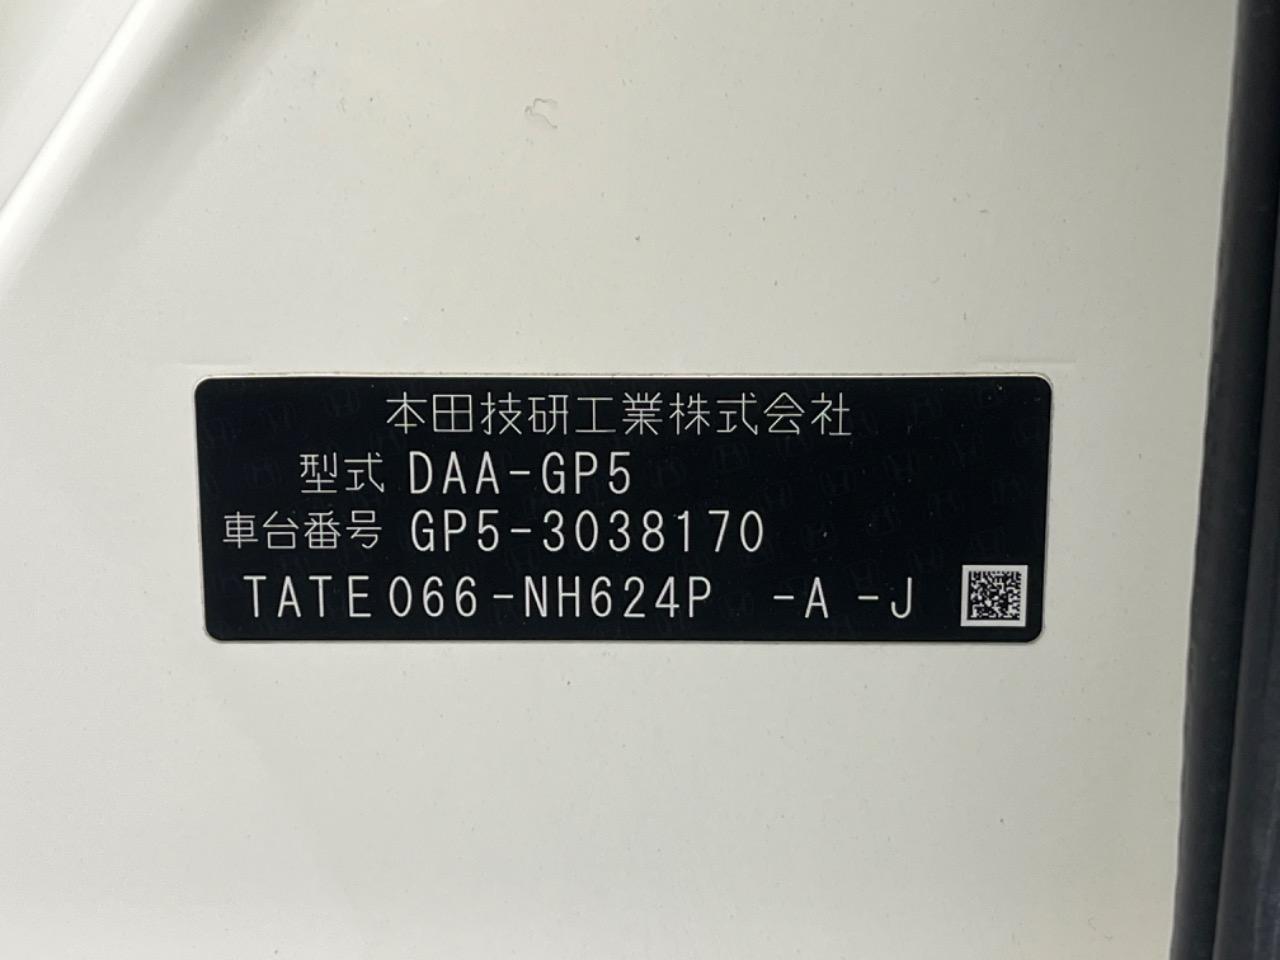 本田技研工業株式会社
型式 DAA-GP5
車台番号 GP5-3038170
TATE066-NH624P -A -J